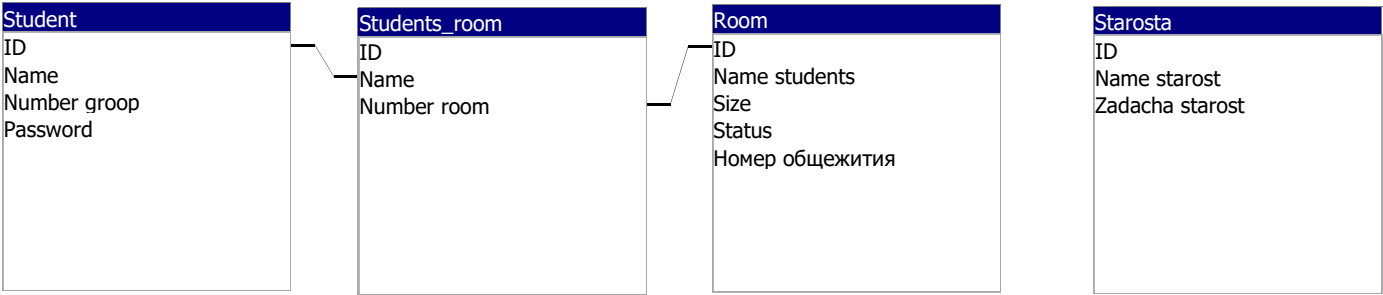 Student
ID
Name
Number groop
Password
Students_room
ID
Name
Number room
Room
ID
Name students
Size
Status
Номер общежития
Starosta
ID
Name starost
Zadacha starost